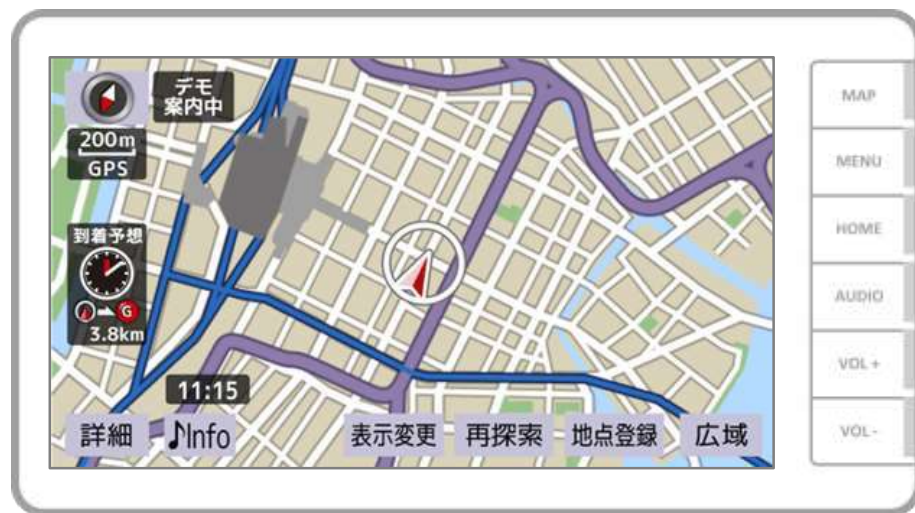 デモ
案内中
200m
GPS
到着予想
G
3.8km
11:15
詳細
♪Info
表示変更
再探索
地点登録
広域
MAP
MENU
HOME
AUDIO
VOL +
VOL -